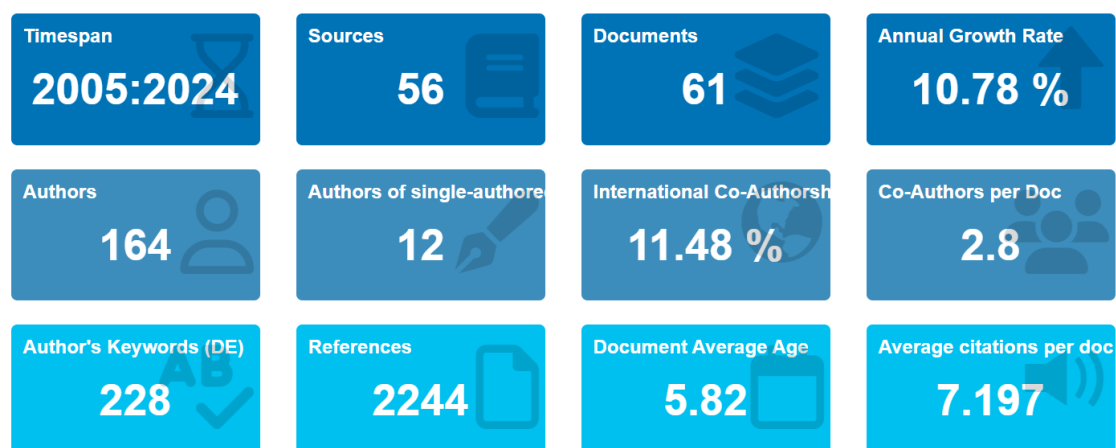 Timespan
2005:2024
Sources
56
Documents
61
Annual Growth Rate
10.78 %
Authors
164
Authors of single-authore
12
International Co-Authorsh
11.48 %
Co-Authors per Doc
2.8
Author's Keywords (DE)
228
AB
References
2244
Document Average Age
5.82
Average citations per doc
7.197